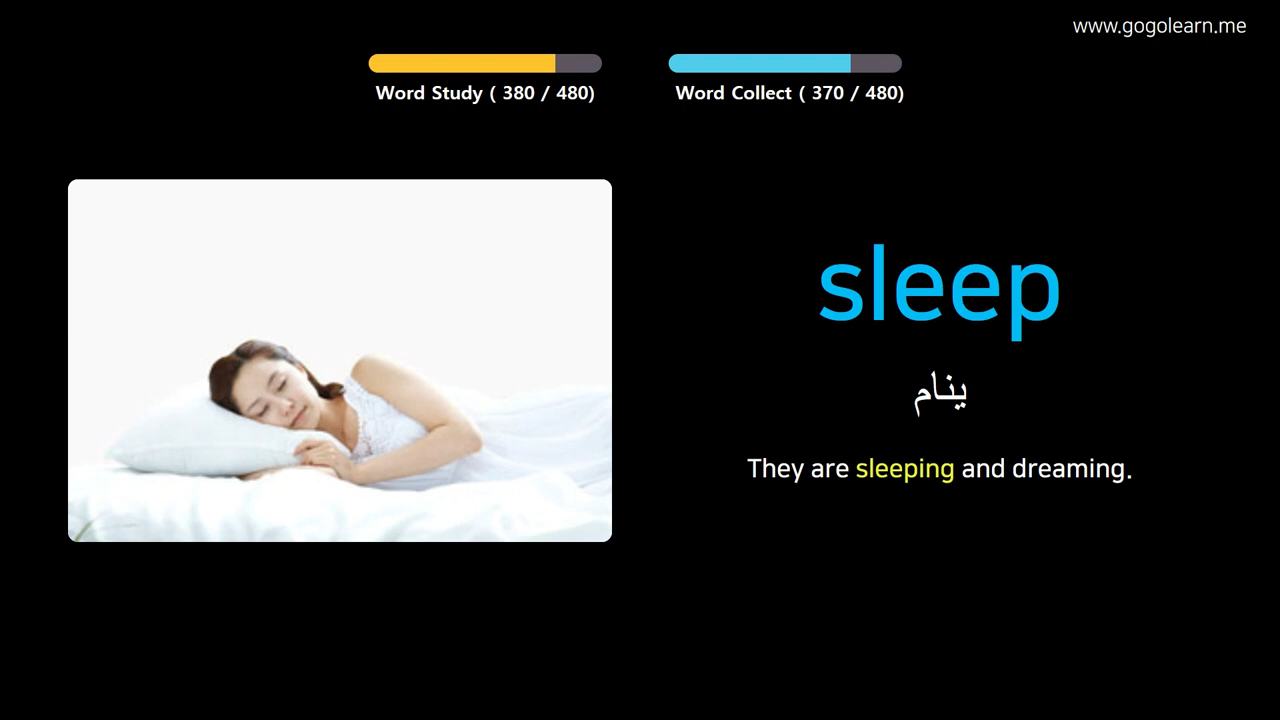 www.gogolearn.me
Word Study ( 380 / 480)
Word Collect ( 370 / 480)
sleep
ينام
They are sleeping and dreaming.